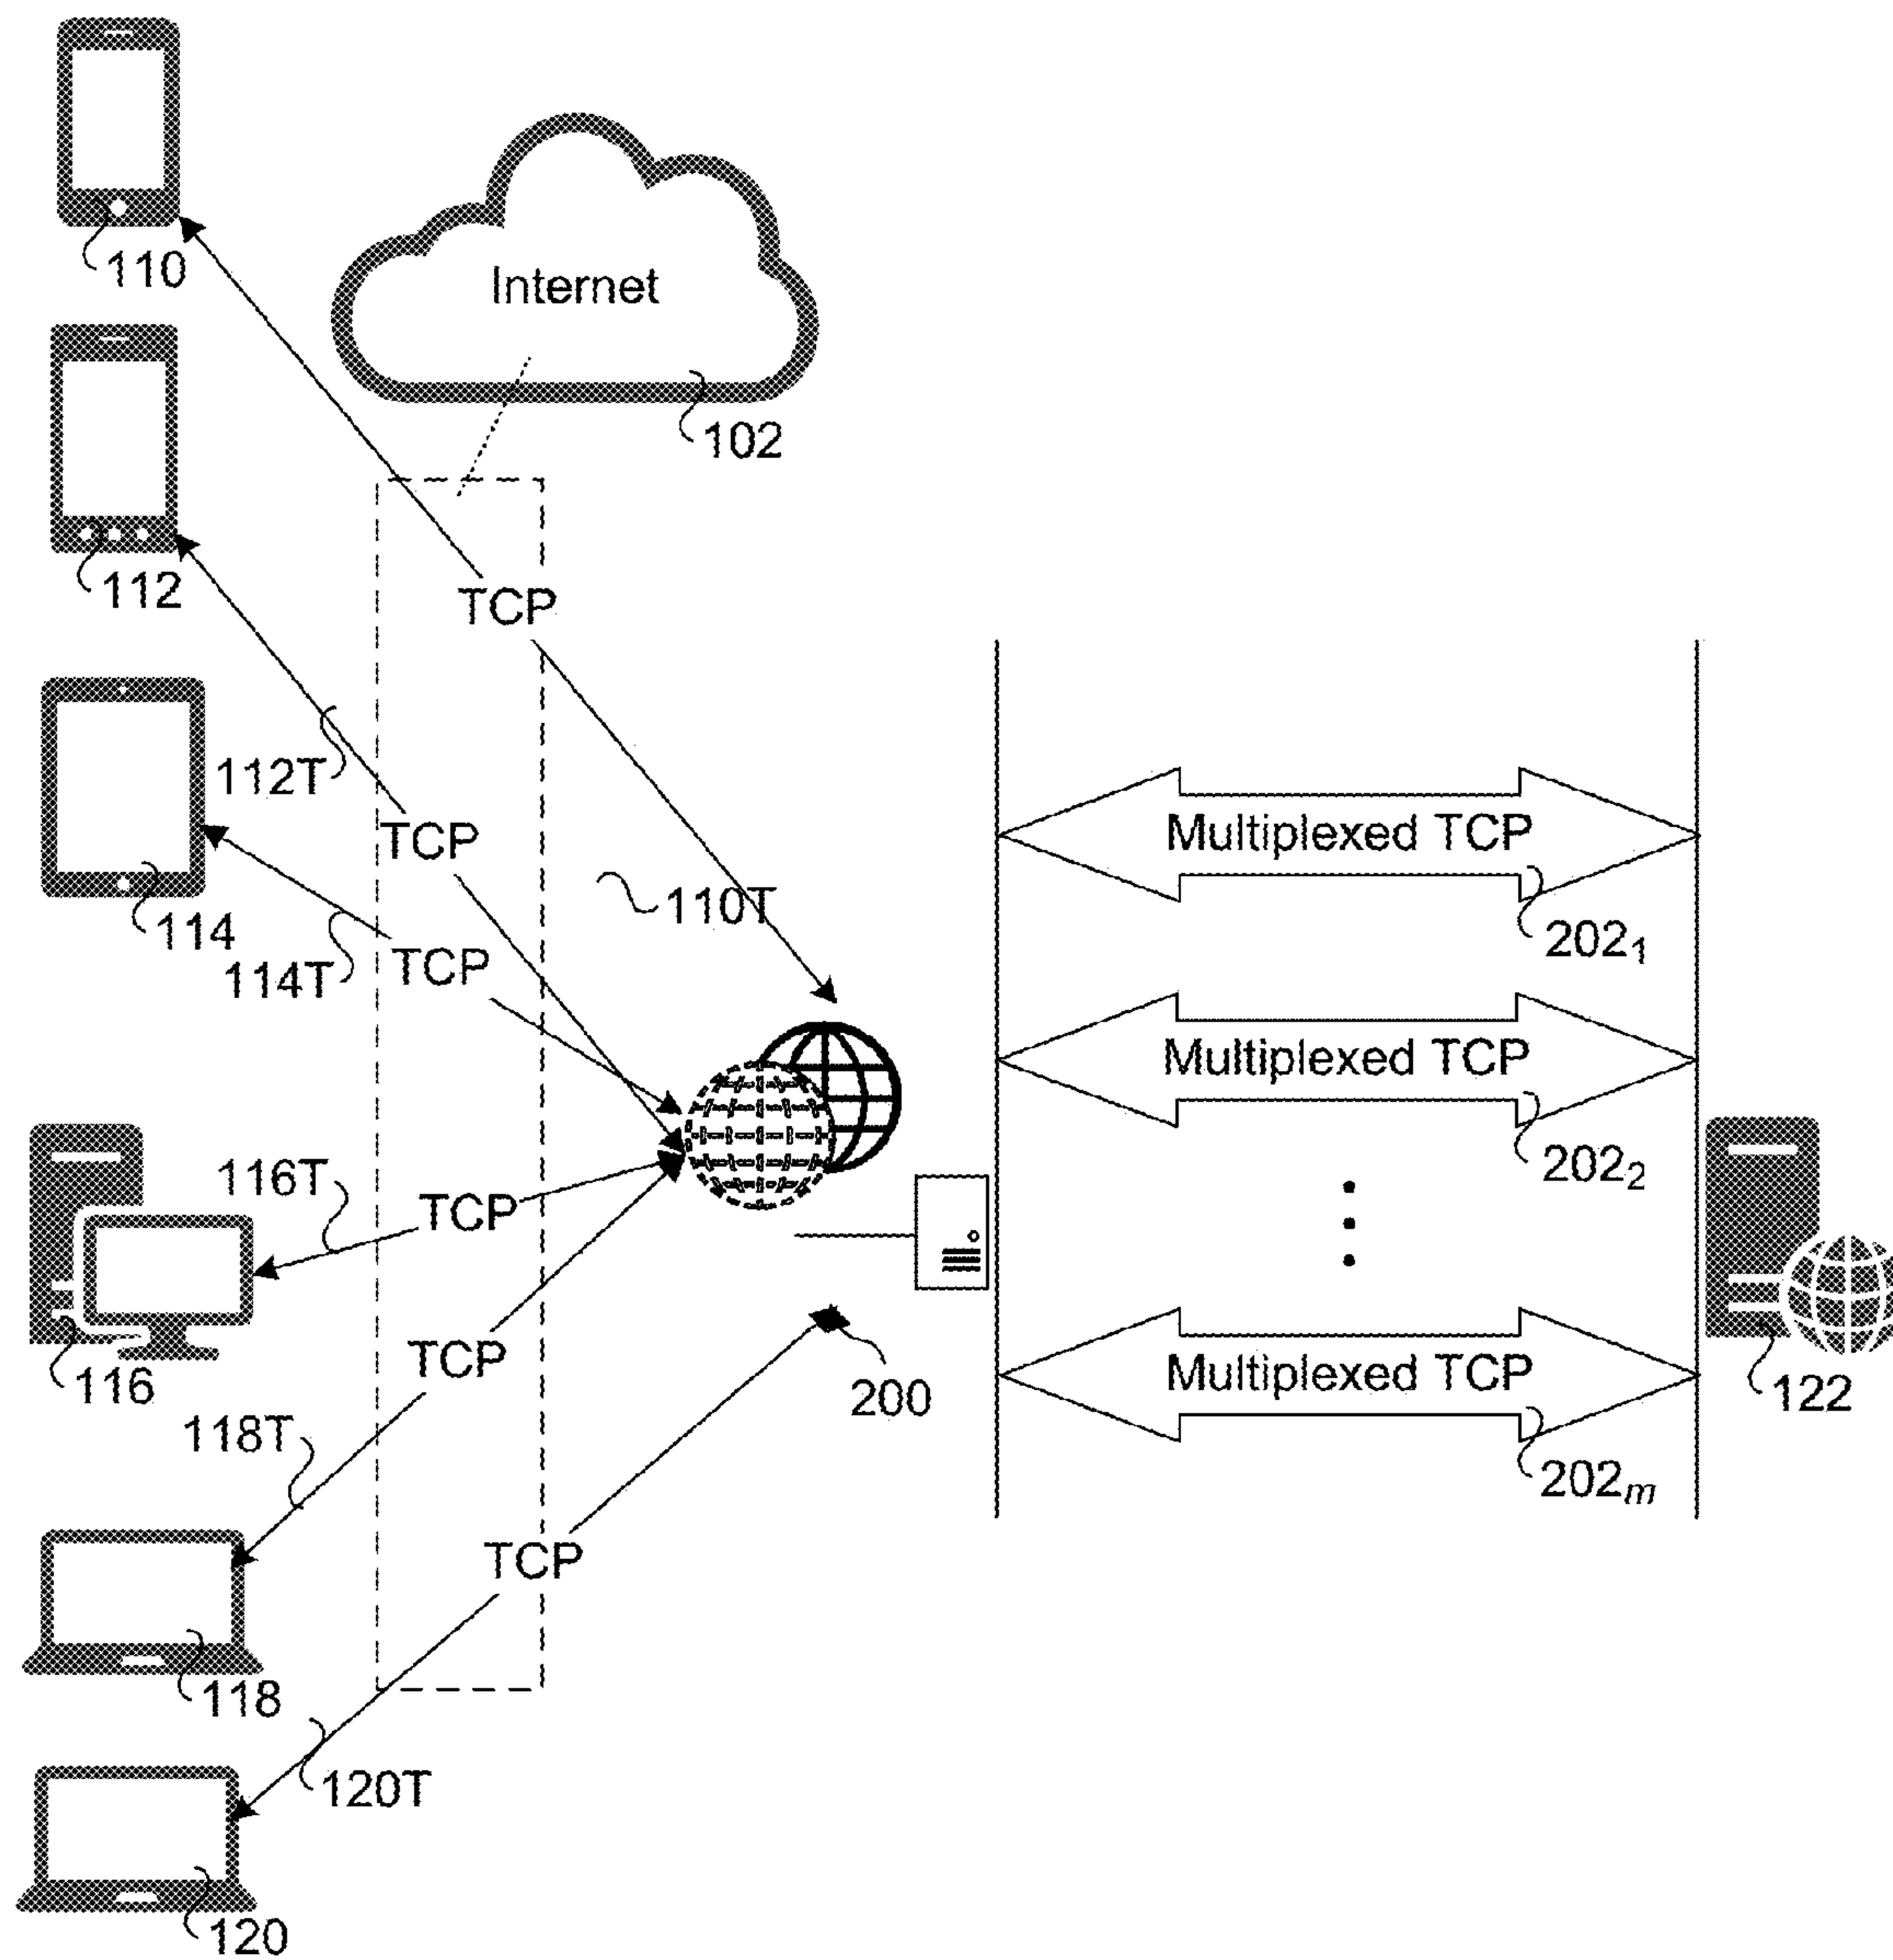 110
Internet
102
112
TCP
112T
TCP
Multiplexed TCP
110T
114
TCP
114T
202₁
Multiplexed TCP
116T
TCP
202₂
TCP
116
200
Multiplexed TCP
122
118T
202ₘ
TCP
118
120T
120